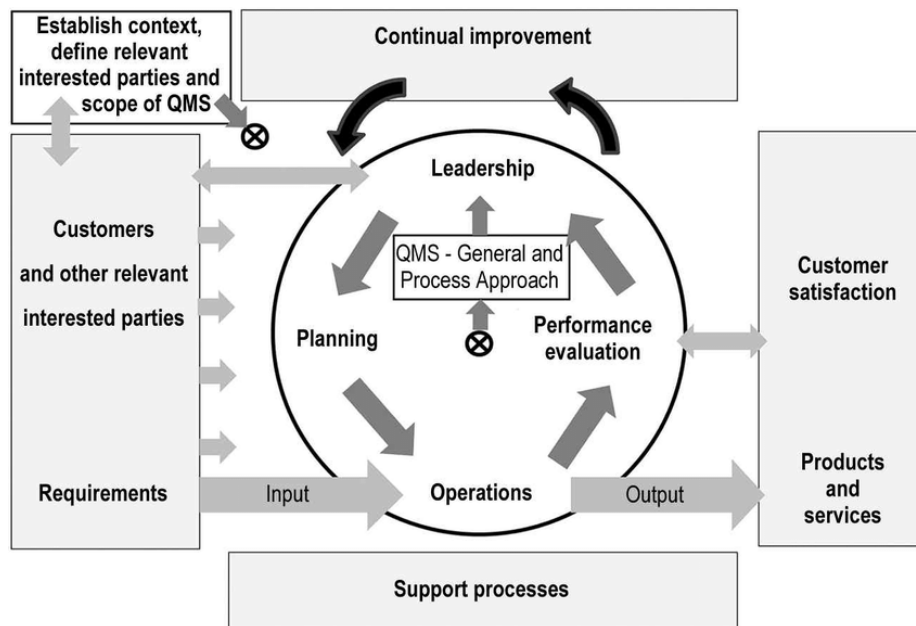 Establish context,
define relevant
interested parties and
scope of QMS
Continual improvement
Leadership
Customers
and other relevant
interested parties
QMS - General and
Process Approach
Customer
satisfaction
Planning
Performance
evaluation
Requirements
Input
Operations
Output
Products
and
services
Support processes